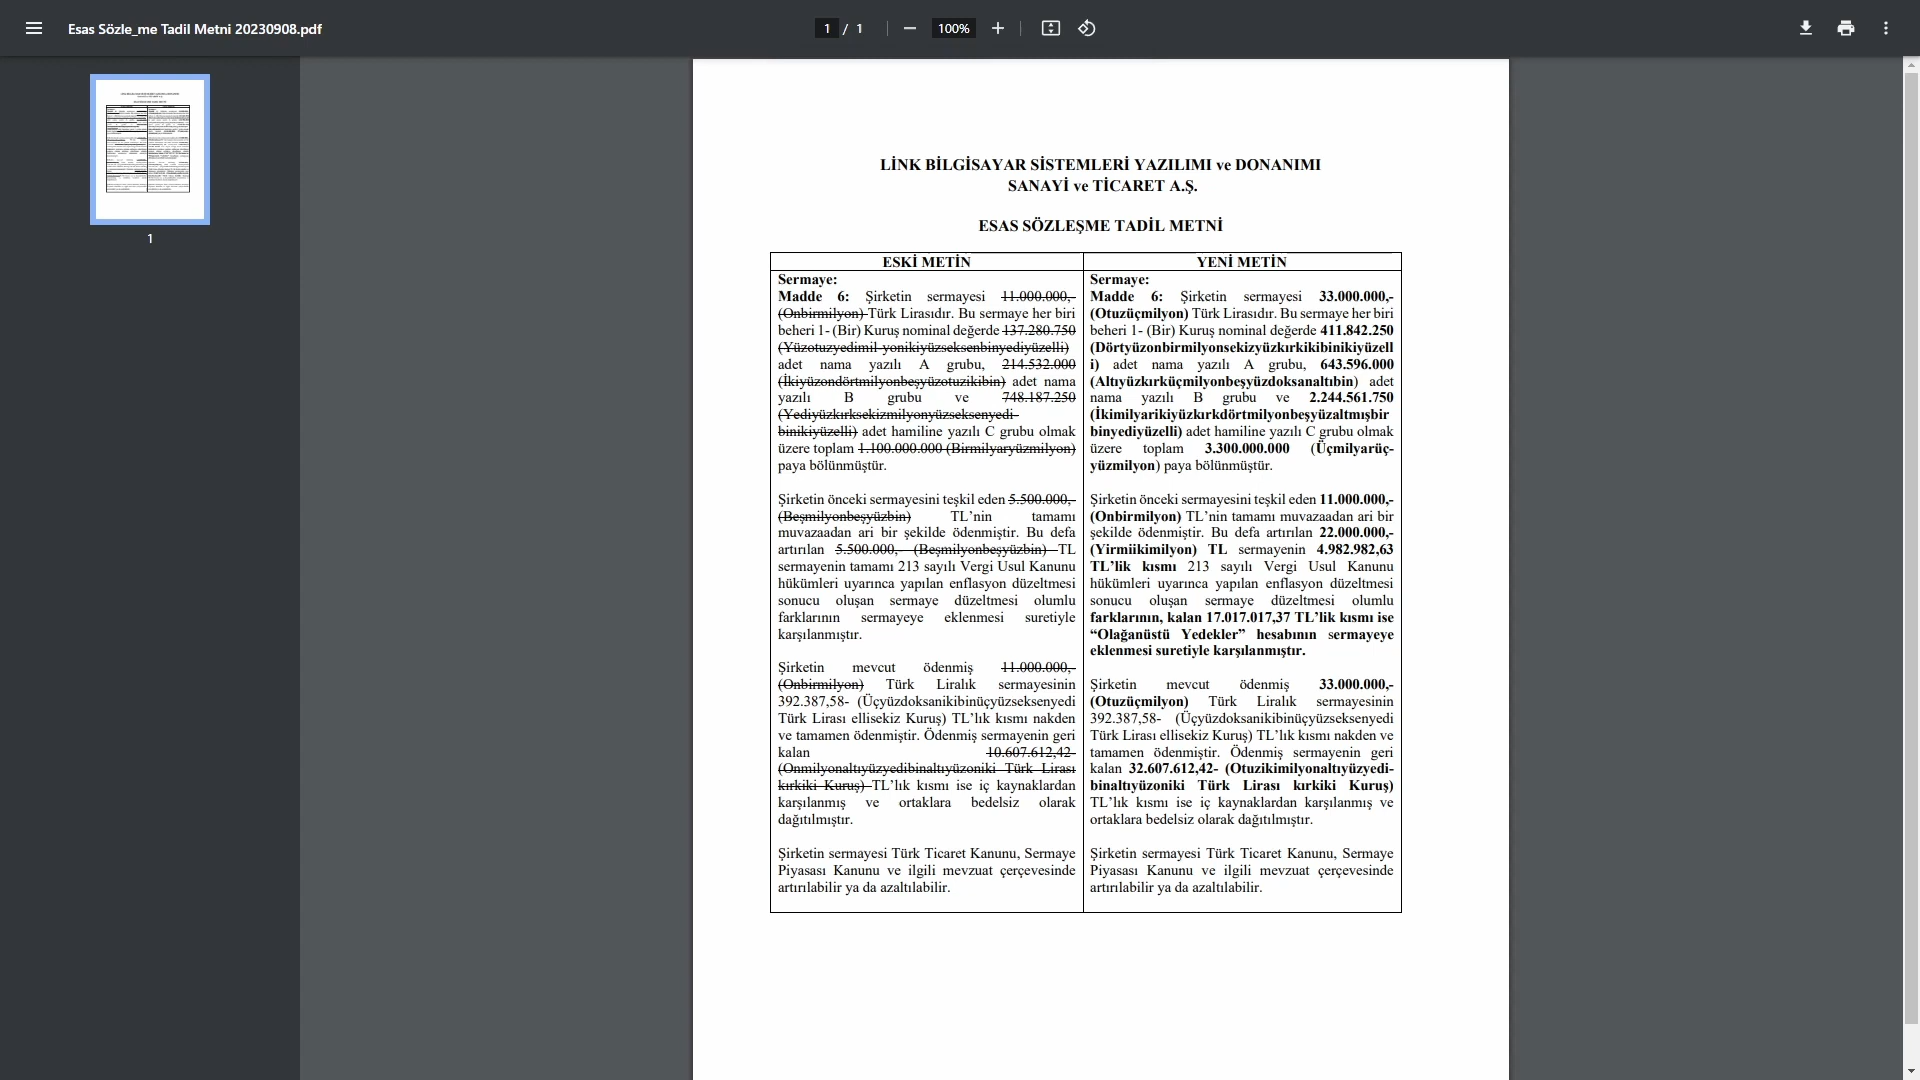 Esas Sözle_me Tadil Metni 20230908.pdf
1 / 1
100%
1
LİNK BİLGİSAYAR SİSTEMLERİ YAZILIMI ve DONANIMI
SANAYİ ve TİCARET A.Ş.
ESAS SÖZLEŞME TADİL METNİ
ESKİ METİN
Sermaye:
Madde 6: Şirketin sermayesi 11.000.000,-
(Onbirmilyon) Türk Lirasıdır. Bu sermaye her biri
beheri 1- (Bir) Kuruş nominal değerde 137.280.750
(Yüzotuzyedimil-yonikiyüzseksenbinyediyüzelli)
adet nama yazılı A grubu, 214.532.000
(İkiyüzondörtmilyonbeşyüzotuzikibin) adet nama
yazılı B grubu ve 748.187.250
(Yediyüzkırksekizmilyonyüzseksenyedi-
binikiyüzelli) adet hamiline yazılı C grubu olmak
üzere toplam 1.100.000.000 (Birmilyaryüzmilyon)
paya bölünmüştür.
Şirketin önceki sermayesini teşkil eden 5.500.000,-
(Beşmilyonbeşyüzbin) TL’nin tamamı
muvazaadan ari bir şekilde ödenmiştir. Bu defa
artırılan 5.500.000,- (Beşmilyonbeşyüzbin) TL
sermayenin tamamı 213 sayılı Vergi Usul Kanunu
hükümleri uyarınca yapılan enflasyon düzeltmesi
sonucu oluşan sermaye düzeltmesi olumlu
farklarının sermayeye eklenmesi suretiyle
karşılanmıştır.
Şirketin mevcut ödenmiş 11.000.000,-
(Onbirmilyon) Türk Liralık sermayesinin
392.387,58- (Üçyüzdoksanikibinüçyüzseksenyedi
Türk Lirası ellisekiz Kuruş) TL’lık kısmı nakden
ve tamamen ödenmiştir. Ödenmiş sermayenin geri
kalan 10.607.612,42-
(Onmilyonaltıyüzyedibinaltıyüzoniki Türk Lirası
kırkiki Kuruş) TL’lık kısmı ise iç kaynaklardan
karşılanmış ve ortaklara bedelsiz olarak
dağıtılmıştır.
Şirketin sermayesi Türk Ticaret Kanunu, Sermaye
Piyasası Kanunu ve ilgili mevzuat çerçevesinde
artırılabilir ya da azaltılabilir.
YENİ METİN
Sermaye:
Madde 6: Şirketin sermayesi 33.000.000,-
(Otuzüçmilyon) Türk Lirasıdır. Bu sermaye her biri
beheri 1- (Bir) Kuruş nominal değerde 411.842.250
(Dörtyüzonbirmilyonsekizyüzkırkikibinikiyüzell
i) adet nama yazılı A grubu, 643.596.000
(Altıyüzkırküçmilyonbeşyüzdoksanaltıbin) adet
nama yazılı B grubu ve 2.244.561.750
(İkimilyarikiyüzkırkdörtmilyonbeşyüzaltmışbir
binyediyüzelli) adet hamiline yazılı C grubu olmak
üzere toplam 3.300.000.000 (Üçmilyarüç-
yüzmilyon) paya bölünmüştür.
Şirketin önceki sermayesini teşkil eden 11.000.000,-
(Onbirmilyon) TL’nin tamamı muvazaadan ari bir
şekilde ödenmiştir. Bu defa artırılan 22.000.000,-
(Yirmiikimilyon) TL sermayenin 4.982.982,63
TL’lik kısmı 213 sayılı Vergi Usul Kanunu
hükümleri uyarınca yapılan enflasyon düzeltmesi
sonucu oluşan sermaye düzeltmesi olumlu
farklarının, kalan 17.017.017,37 TL’lik kısmı ise
“Olağanüstü Yedekler” hesabının sermayeye
eklenmesi suretiyle karşılanmıştır.
Şirketin mevcut ödenmiş 33.000.000,-
(Otuzüçmilyon) Türk Liralık sermayesinin
392.387,58- (Üçyüzdoksanikibinüçyüzseksenyedi
Türk Lirası ellisekiz Kuruş) TL’lık kısmı nakden ve
tamamen ödenmiştir. Ödenmiş sermayenin geri
kalan 32.607.612,42- (Otuzikimilyonaltıyüzyedi-
binaltıyüzoniki Türk Lirası kırkiki Kuruş)
TL’lık kısmı ise iç kaynaklardan karşılanmış ve
ortaklara bedelsiz olarak dağıtılmıştır.
Şirketin sermayesi Türk Ticaret Kanunu, Sermaye
Piyasası Kanunu ve ilgili mevzuat çerçevesinde
artırılabilir ya da azaltılabilir.